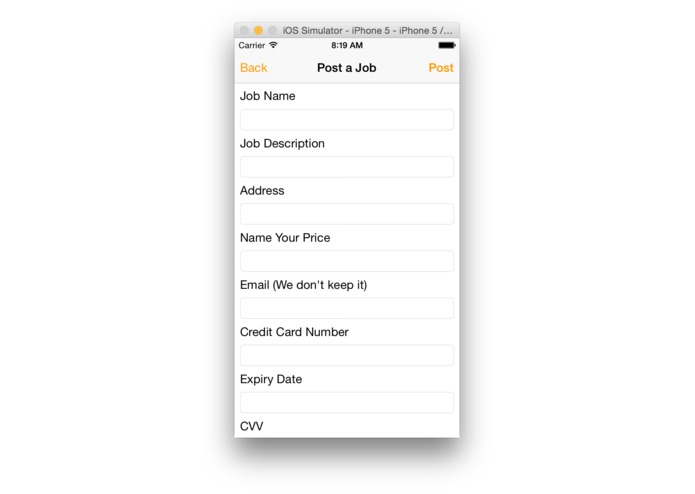 iOS Simulator - iPhone 5 - iPhone 5 /...
Carrier 8:19 AM
Back Post a Job Post
Job Name
Job Description
Address
Name Your Price
Email (We don't keep it)
Credit Card Number
Expiry Date
CVV